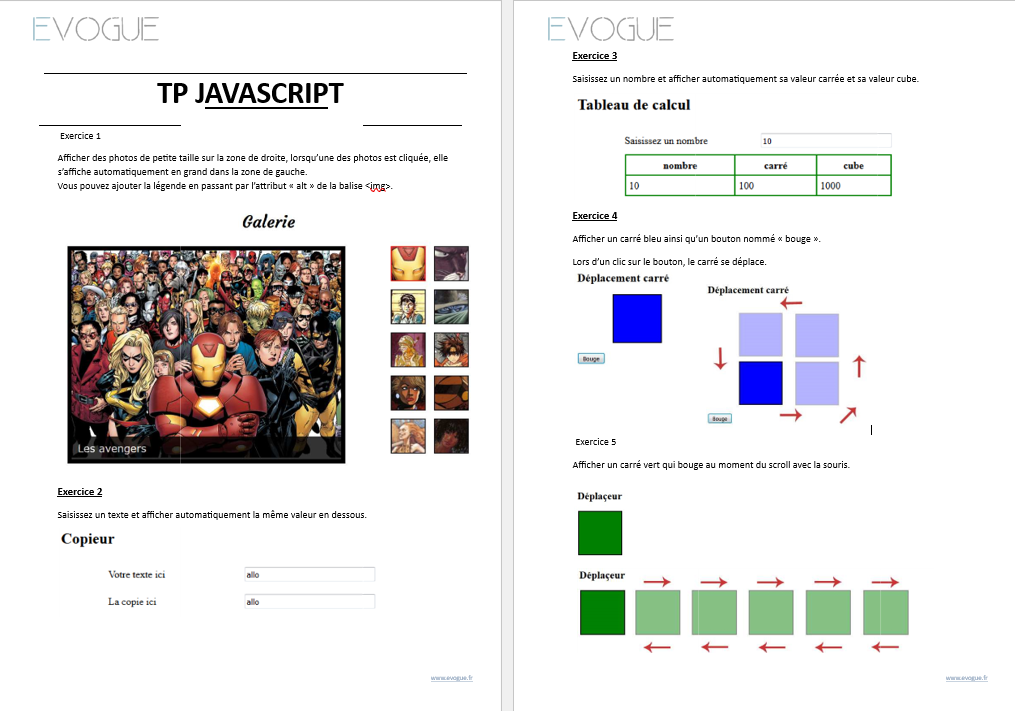 EVOGUE
TP JAVASCRIPT
Exercice 1
Afficher des photos de petite taille sur la zone de droite, lorsqu'une des photos est cliquée, elle
s'affiche automatiquement en grand dans la zone de gauche.
Vous pouvez ajouter la légende en passant par l'attribut « alt » de la balise <img>.
Galerie
Les avengers
Exercice 2
Saisissez un texte et afficher automatiquement la même valeur en dessous.
Copieur
Votre texte ici allo
La copie ici allo
www.evogue.fr
EVOGUE
Exercice 3
Saisissez un nombre et afficher automatiquement sa valeur carrée et sa valeur cube.
Tableau de calcul
Saisissez un nombre 10
nombre carré cube
10 100 1000
Exercice 4
Afficher un carré bleu ainsi qu'un bouton nommé « bouge ».
Lors d'un clic sur le bouton, le carré se déplace.
Déplacement carré
Bouge
Déplacement carré
Bouge
Exercice 5
Afficher un carré vert qui bouge au moment du scroll avec la souris.
Déplaçeur
Déplaçeur
www.evogue.fr